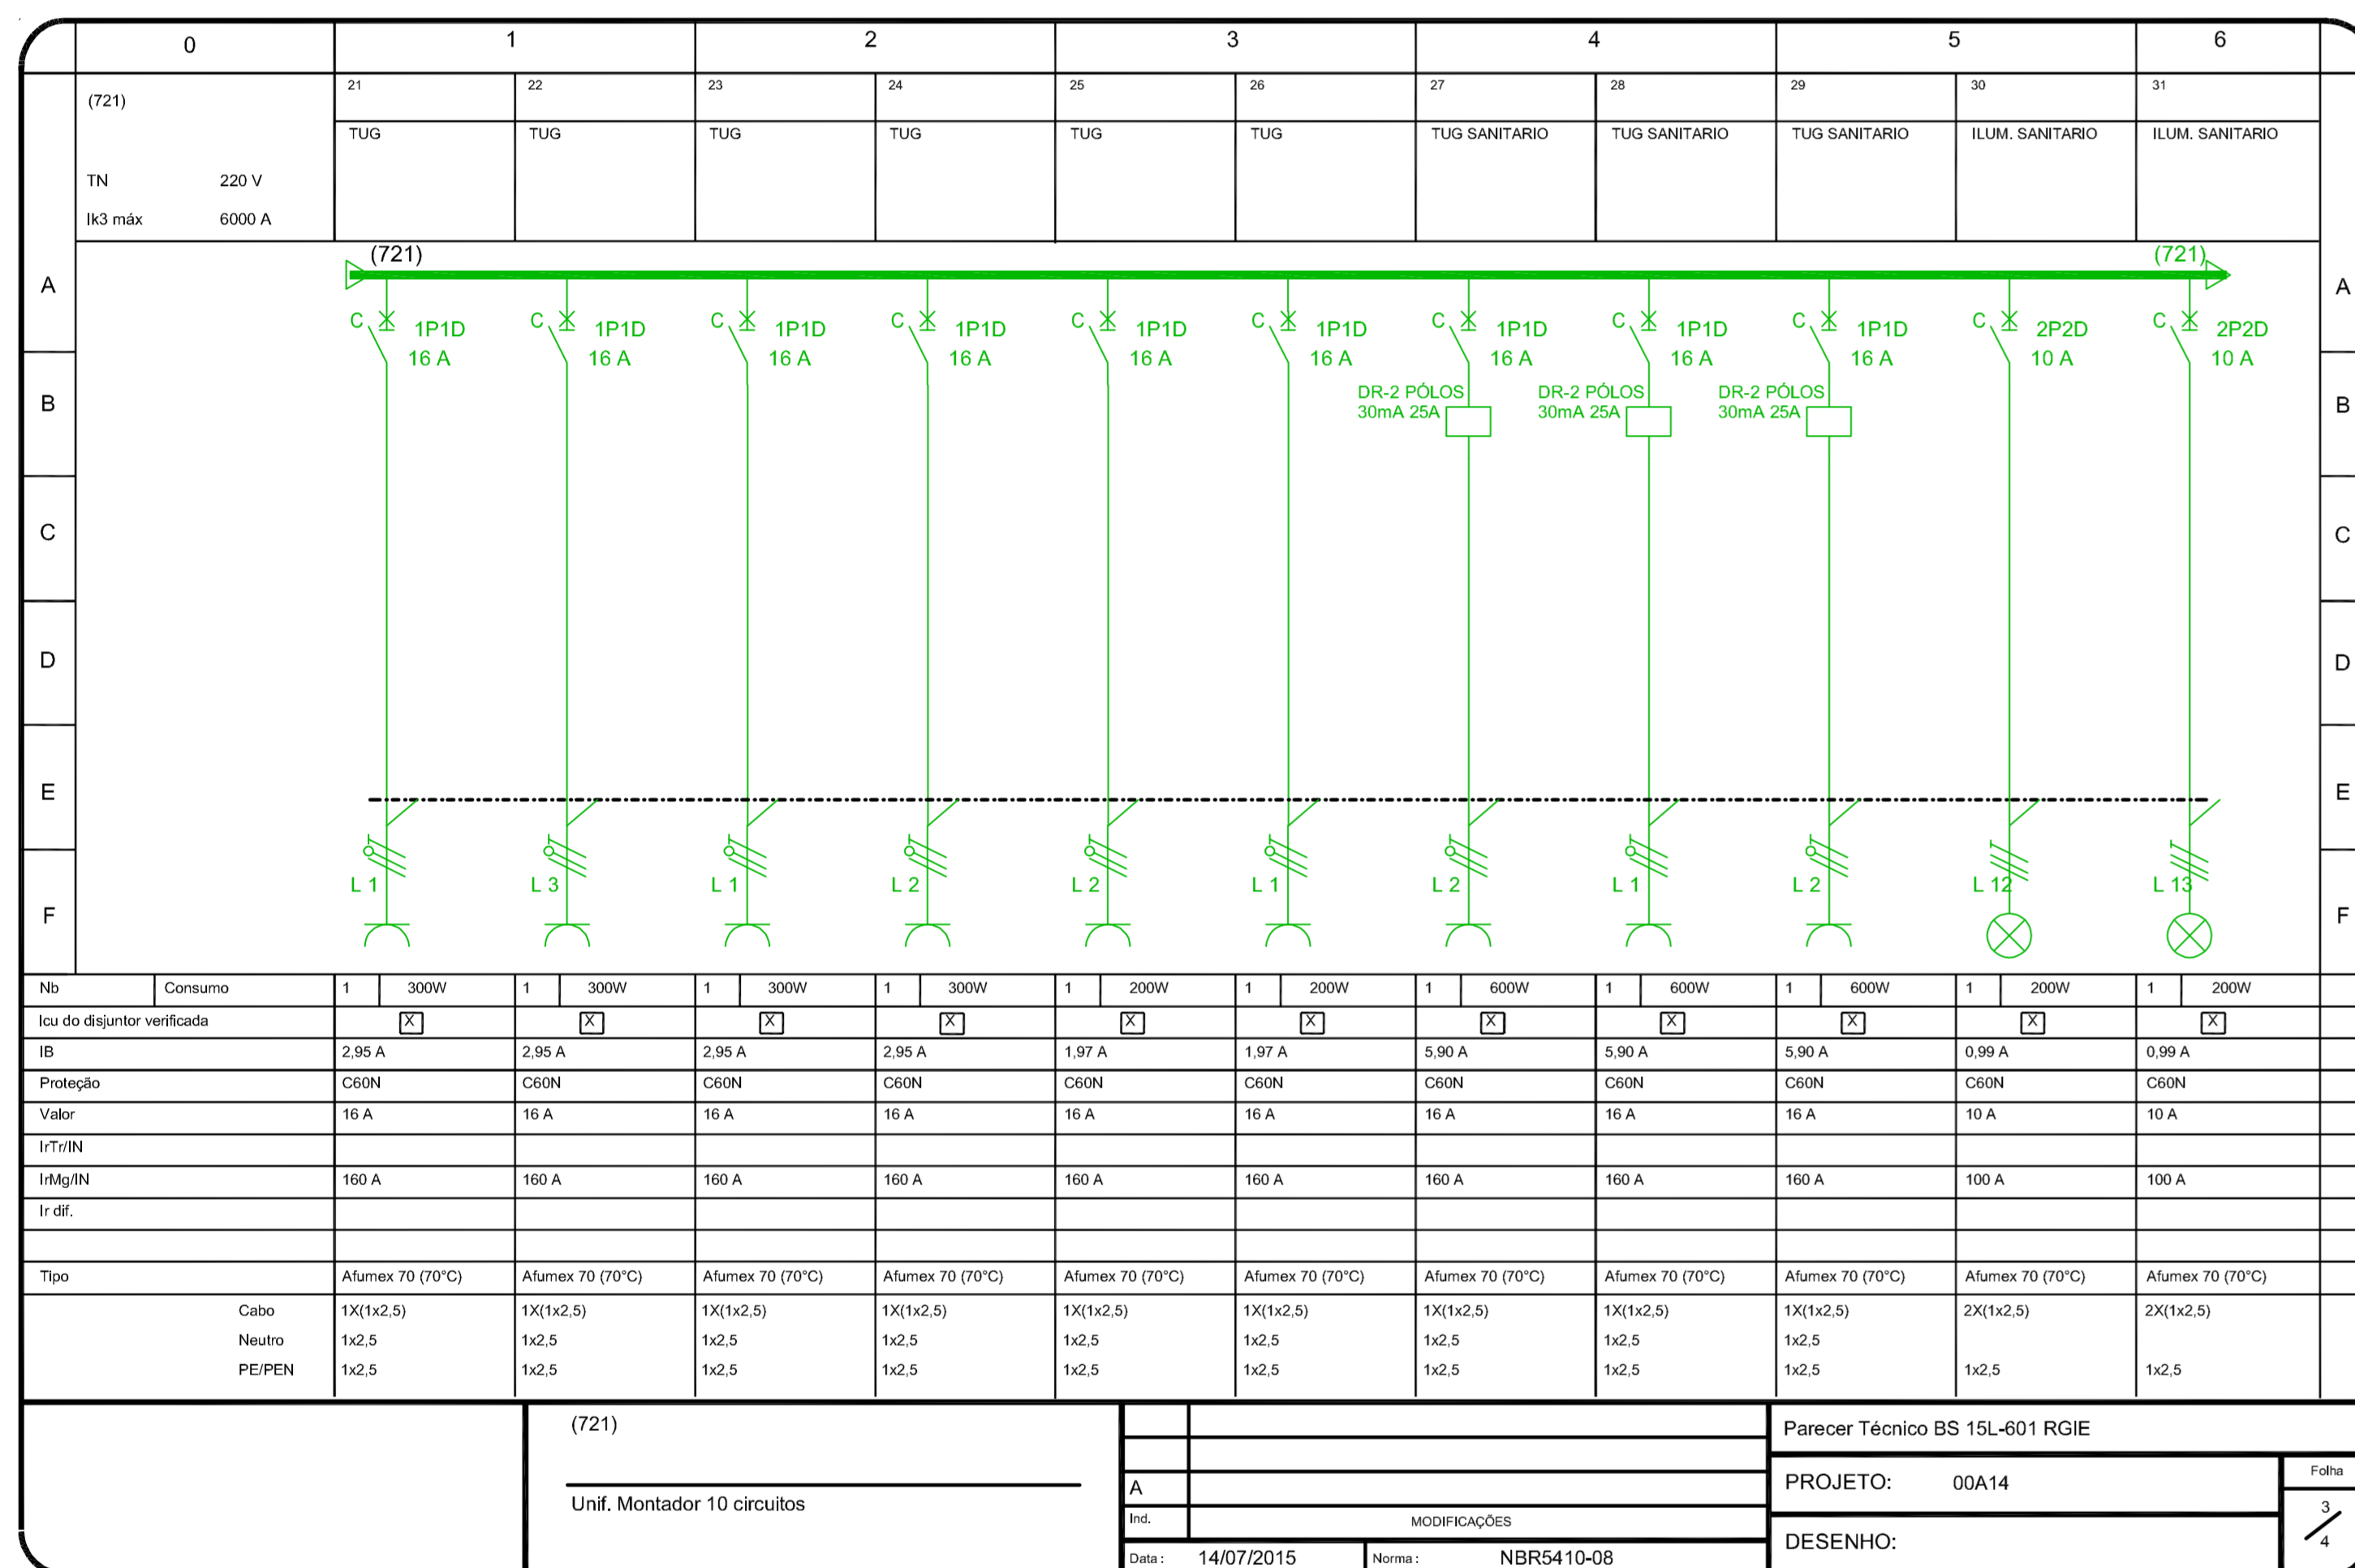 0 1 2 3 4 5 6
(721) 21 22 23 24 25 26 27 28 29 30 31
TUG TUG TUG TUG TUG TUG TUG SANITARIO TUG SANITARIO TUG SANITARIO ILUM. SANITARIO ILUM. SANITARIO
TN 220 V
Ik3 máx 6000 A
(721) (721)
A A
C 1P1D C 1P1D C 1P1D C 1P1D C 1P1D C 1P1D C 1P1D C 1P1D C 1P1D C 2P2D C 2P2D
16 A 16 A 16 A 16 A 16 A 16 A 16 A 16 A 16 A 10 A 10 A
DR-2 PÓLOS DR-2 PÓLOS DR-2 PÓLOS
B 30mA 25A 30mA 25A 30mA 25A B
C C
D D
E E
L 1 L 3 L 1 L 2 L 2 L 1 L 2 L 1 L 2 L 12 L 13
F F
Nb Consumo 1 300W 1 300W 1 300W 1 300W 1 200W 1 200W 1 600W 1 600W 1 600W 1 200W 1 200W
Icu do disjuntor verificada X X X X X X X X X X X
IB 2,95 A 2,95 A 2,95 A 2,95 A 1,97 A 1,97 A 5,90 A 5,90 A 5,90 A 0,99 A 0,99 A
Proteção C60N C60N C60N C60N C60N C60N C60N C60N C60N C60N C60N
Valor 16 A 16 A 16 A 16 A 16 A 16 A 16 A 16 A 16 A 10 A 10 A
IrTr/IN
IrMg/IN 160 A 160 A 160 A 160 A 160 A 160 A 160 A 160 A 160 A 100 A 100 A
Ir dif.
Tipo Afumex 70 (70°C) Afumex 70 (70°C) Afumex 70 (70°C) Afumex 70 (70°C) Afumex 70 (70°C) Afumex 70 (70°C) Afumex 70 (70°C) Afumex 70 (70°C) Afumex 70 (70°C) Afumex 70 (70°C) Afumex 70 (70°C)
Cabo 1X(1x2,5) 1X(1x2,5) 1X(1x2,5) 1X(1x2,5) 1X(1x2,5) 1X(1x2,5) 1X(1x2,5) 1X(1x2,5) 1X(1x2,5) 2X(1x2,5) 2X(1x2,5)
Neutro 1x2,5 1x2,5 1x2,5 1x2,5 1x2,5 1x2,5 1x2,5 1x2,5 1x2,5
PE/PEN 1x2,5 1x2,5 1x2,5 1x2,5 1x2,5 1x2,5 1x2,5 1x2,5 1x2,5 1x2,5 1x2,5
(721)
Unif. Montador 10 circuitos
A
Ind. MODIFICAÇÕES
Data : 14/07/2015 Norma : NBR5410-08
Parecer Técnico BS 15L-601 RGIE
PROJETO: 00A14
DESENHO:
Folha
3
4